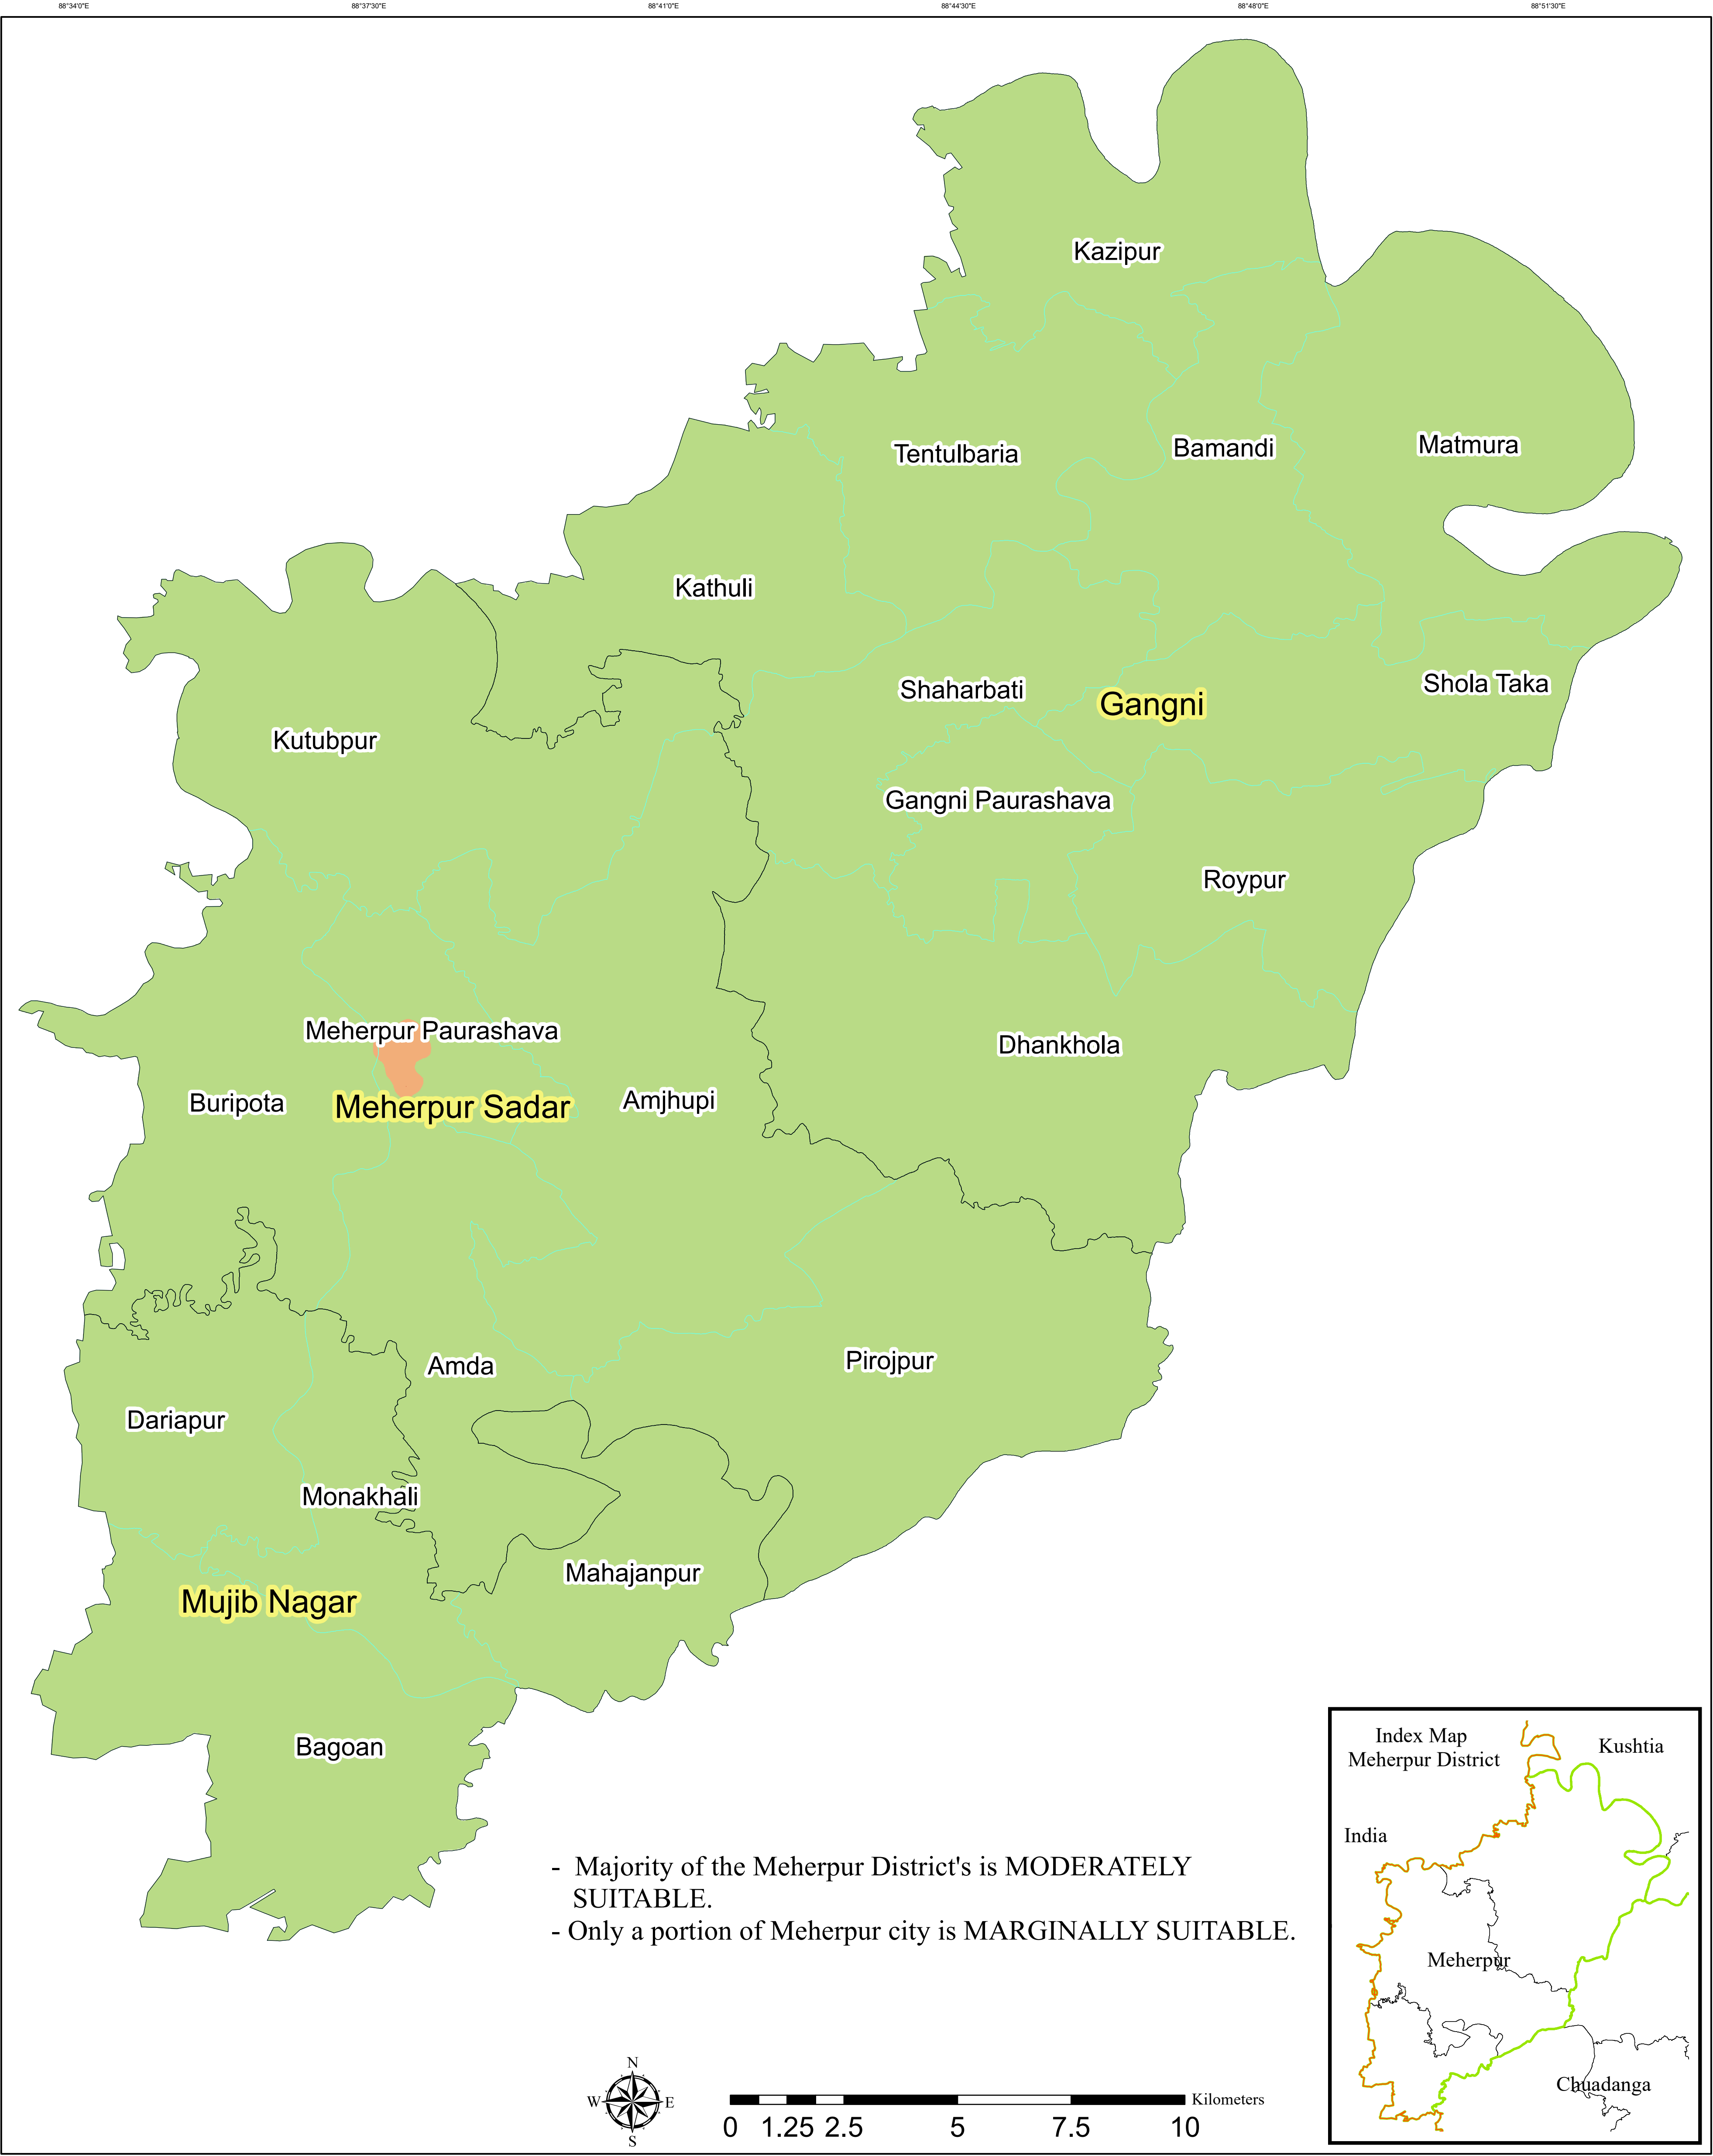 88°34'0"E 88°37'30"E 88°41'0"E 88°44'30"E 88°48'0"E 88°51'30"E
Kazipur
Tentulbaria
Bamandi
Matmura
Kathuli
Shaharbati
Gangni
Shola Taka
Kutubpur
Gangni Paurashava
Roypur
Meherpur Paurashava
Dhankhola
Buripota
Meherpur Sadar
Amjhupi
Amda
Pirojpur
Dariapur
Monakhali
Mahajanpur
Mujib Nagar
Bagoan
- Majority of the Meherpur District's is MODERATELY
SUITABLE.
- Only a portion of Meherpur city is MARGINALLY SUITABLE.
N
W
E
S
Kilometers
0 1.25 2.5 5 7.5 10
Index Map
Meherpur District
Kushtia
India
Meherpur
Chuadanga